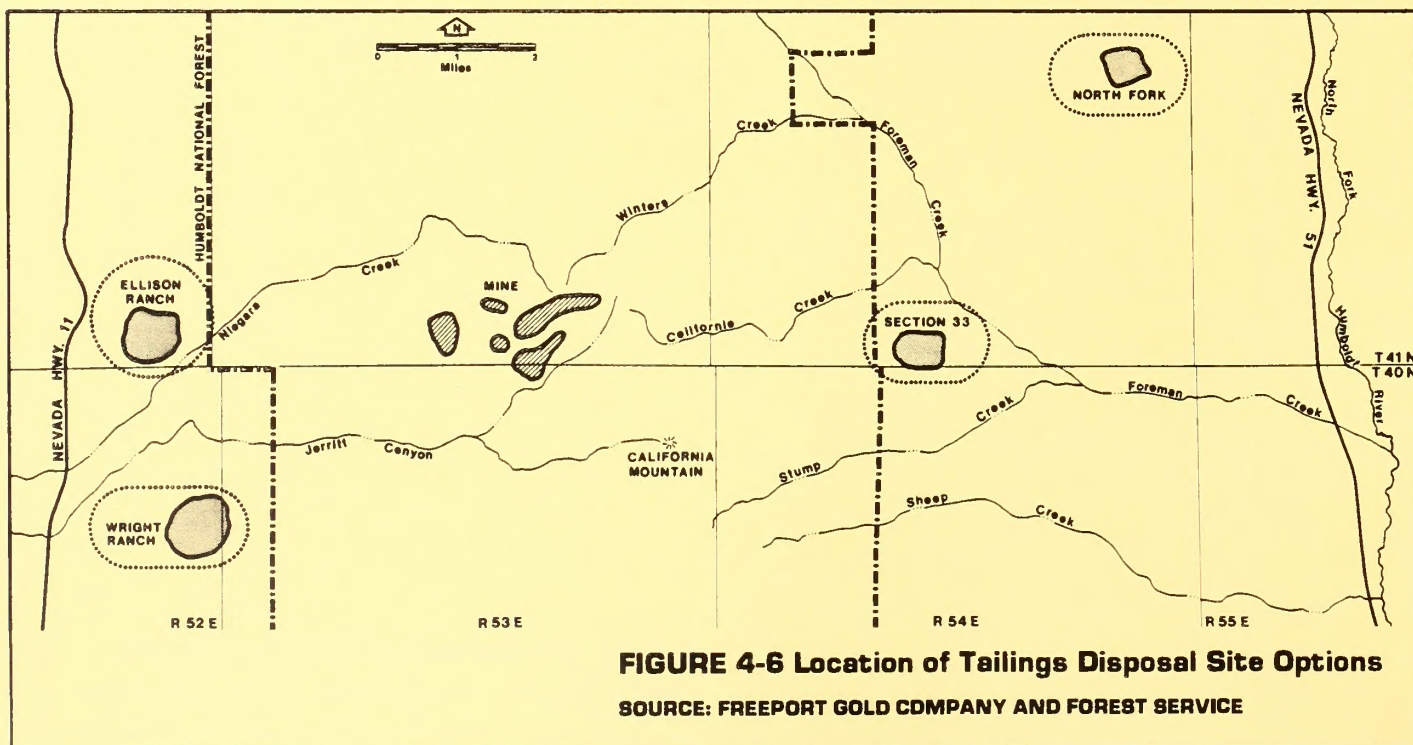 N
0 1 2
Miles
HUMBOLDT NATIONAL FOREST
NORTH FORK
NEVADA HWY. 51
North Fork Humboldt River
Creek
Foreman
Creek
Winters
ELLISON
RANCH
Creek
Niagara
MINE
Creek
California
SECTION 33
NEVADA HWY. 11
T 41 N
T 40 N
Foreman
Creek
Creek
Stump
Jerritt Canyon
CALIFORNIA
MOUNTAIN
Sheep
Creek
WRIGHT
RANCH
R 52 E R 53 E R 54 E R 55 E
FIGURE 4-6 Location of Tailings Disposal Site Options
SOURCE: FREEPORT GOLD COMPANY AND FOREST SERVICE